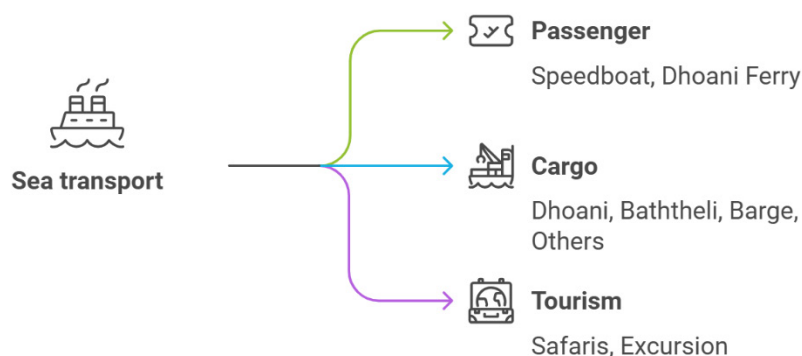 Passenger
Speedboat, Dhoani Ferry
Sea transport
Cargo
Dhoani, Baththeli, Barge,
Others
Tourism
Safaris, Excursion